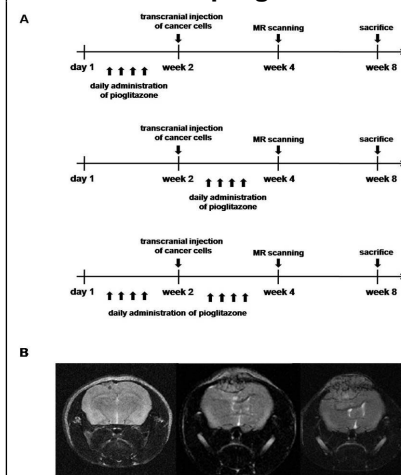 A
transcranial injection
of cancer cells
MR scanning
sacrifice
day 1
week 2
week 4
week 8
daily administration
of pioglitazone
transcranial injection
of cancer cells
MR scanning
sacrifice
day 1
week 2
week 4
week 8
daily administration
of pioglitazone
transcranial injection
of cancer cells
MR scanning
sacrifice
day 1
week 2
week 4
week 8
daily administration of pioglitazone
B